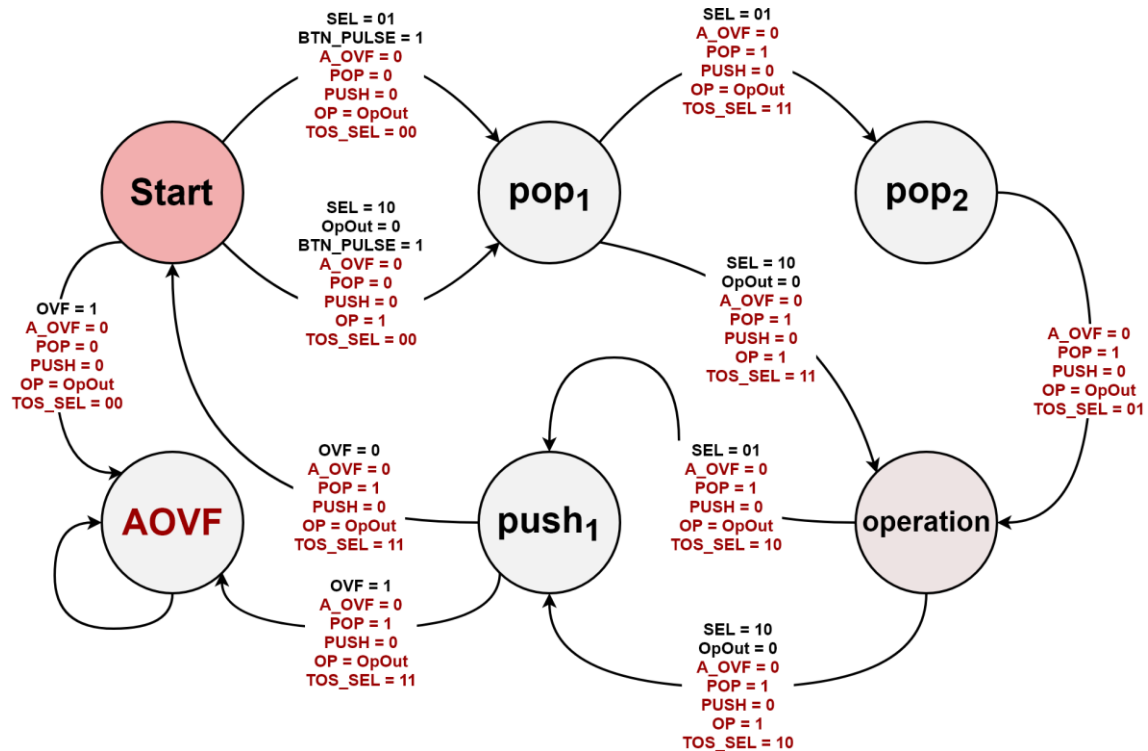 SEL = 01
BTN_PULSE = 1
A_OVF = 0
POP = 0
PUSH = 0
OP = OpOut
TOS_SEL = 00
SEL = 01
A_OVF = 0
POP = 1
PUSH = 0
OP = OpOut
TOS_SEL = 11
Start
pop1
pop2
SEL = 10
OpOut = 0
BTN_PULSE = 1
A_OVF = 0
POP = 0
PUSH = 0
OP = 1
TOS_SEL = 00
SEL = 10
OpOut = 0
A_OVF = 0
POP = 1
PUSH = 0
OP = 1
TOS_SEL = 11
OVF = 1
A_OVF = 0
POP = 0
PUSH = 0
OP = OpOut
TOS_SEL = 00
A_OVF = 0
POP = 1
PUSH = 0
OP = OpOut
TOS_SEL = 01
OVF = 0
A_OVF = 0
POP = 1
PUSH = 0
OP = OpOut
TOS_SEL = 11
SEL = 01
A_OVF = 0
POP = 1
PUSH = 0
OP = OpOut
TOS_SEL = 10
AOVF
push1
operation
OVF = 1
A_OVF = 0
POP = 1
PUSH = 0
OP = OpOut
TOS_SEL = 11
SEL = 10
OpOut = 0
A_OVF = 0
POP = 1
PUSH = 0
OP = 1
TOS_SEL = 10